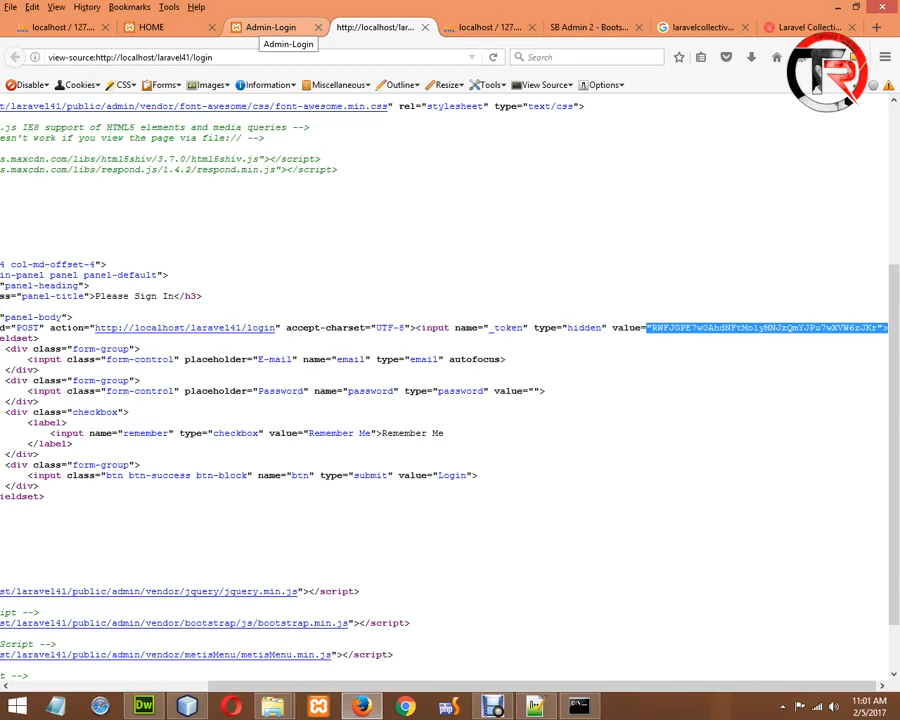 File Edit View History Bookmarks Tools Help
localhost / 127.... HOME Admin-Login http://localhost/lar... localhost / 127.... SB Admin 2 - Boots... laravelcollectiv... Laravel Collecti...
Admin-Login
view-source:http://localhost/laravel41/login Search
Disable Cookies CSS Forms Images Information Miscellaneous Outline Resize View Source Options
t/laravel41/public/admin/vendor/font-awesome/css/font-awesome.min.css" rel="stylesheet" type="text/css">
.js IE8 support of HTML5 elements and media queries -->
esn't work if you view the page via file:// -->
s.maxcdn.com/libs/html5shiv/3.7.0/html5shiv.js"></script>
s.maxcdn.com/libs/respond.js/1.4.2/respond.min.js"></script>
4 col-md-offset-4">
in-panel panel panel-default">
"panel-heading">
ss="panel-title">Please Sign In</h3>
"panel-body">
d="POST" action="http://localhost/laravel41/login" accept-charset="UTF-8"><input name="_token" type="hidden" value=
ieldset>
<div class="form-group">
<input class="form-control" placeholder="E-mail" name="email" type="email" autofocus>
</div>
<div class="form-group">
<input class="form-control" placeholder="Password" name="password" type="password" value="">
</div>
<div class="checkbox">
<label>
<input name="remember" type="checkbox" value="Remember Me">Remember Me
</label>
</div>
<div class="form-group">
<input class="btn btn-success btn-block" name="btn" type="submit" value="Login">
</div>
ieldset>
st/laravel41/public/admin/vendor/jquery/jquery.min.js"></script>
ipt -->
st/laravel41/public/admin/vendor/bootstrap/js/bootstrap.min.js"></script>
Script -->
st/laravel41/public/admin/vendor/metisMenu/metisMenu.min.js"></script>
t -->
Dw php
11:01 AM
2/5/2017